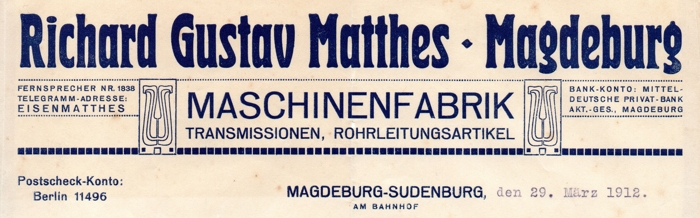 Richard Gustav Matthes · Magdeburg
FERNSPRECHER NR. 1838
TELEGRAMM-ADRESSE:
EISENMATTHES
MASCHINENFABRIK
TRANSMISSIONEN, ROHRLEITUNGSARTIKEL
BANK-KONTO: MITTEL-
DEUTSCHE PRIVAT-BANK
AKT.-GES., MAGDEBURG
Postscheck-Konto:
Berlin 11496
MAGDEBURG-SUDENBURG, den 29. März 1912.
AM BAHNHOF